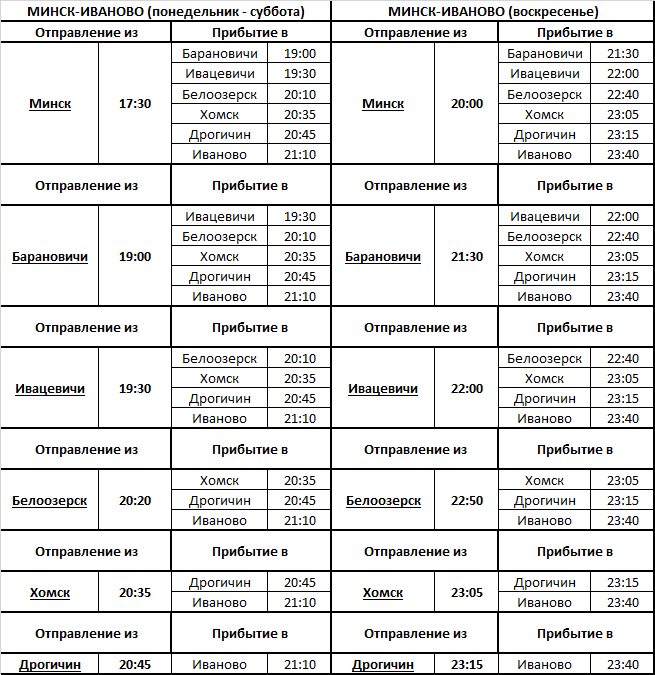 МИНСК-ИВАНОВО (понедельник - суббота) МИНСК-ИВАНОВО (воскресенье)
Отправление из Прибытие в Отправление из Прибытие в
Барановичи 19:00 Барановичи 21:30
Ивацевичи 19:30 Ивацевичи 22:00
Белоозерск 20:10 Белоозерск 22:40
Минск 17:30 Хомск 20:35 Минск 20:00 Хомск 23:05
Дрогичин 20:45 Дрогичин 23:15
Иваново 21:10 Иваново 23:40
Отправление из Прибытие в Отправление из Прибытие в
Ивацевичи 19:30 Ивацевичи 22:00
Белоозерск 20:10 Белоозерск 22:40
Барановичи 19:00 Хомск 20:35 Барановичи 21:30 Хомск 23:05
Дрогичин 20:45 Дрогичин 23:15
Иваново 21:10 Иваново 23:40
Отправление из Прибытие в Отправление из Прибытие в
Белоозерск 20:10 Белоозерск 22:40
Ивацевичи 19:30 Хомск 20:35 Ивацевичи 22:00 Хомск 23:05
Дрогичин 20:45 Дрогичин 23:15
Иваново 21:10 Иваново 23:40
Отправление из Прибытие в Отправление из Прибытие в
Хомск 20:35 Хомск 23:05
Белоозерск 20:20 Дрогичин 20:45 Белоозерск 22:50 Дрогичин 23:15
Иваново 21:10 Иваново 23:40
Отправление из Прибытие в Отправление из Прибытие в
Хомск 20:35 Дрогичин 20:45 Хомск 23:05 Дрогичин 23:15
Иваново 21:10 Иваново 23:40
Отправление из Прибытие в Отправление из Прибытие в
Дрогичин 20:45 Иваново 21:10 Дрогичин 23:15 Иваново 23:40